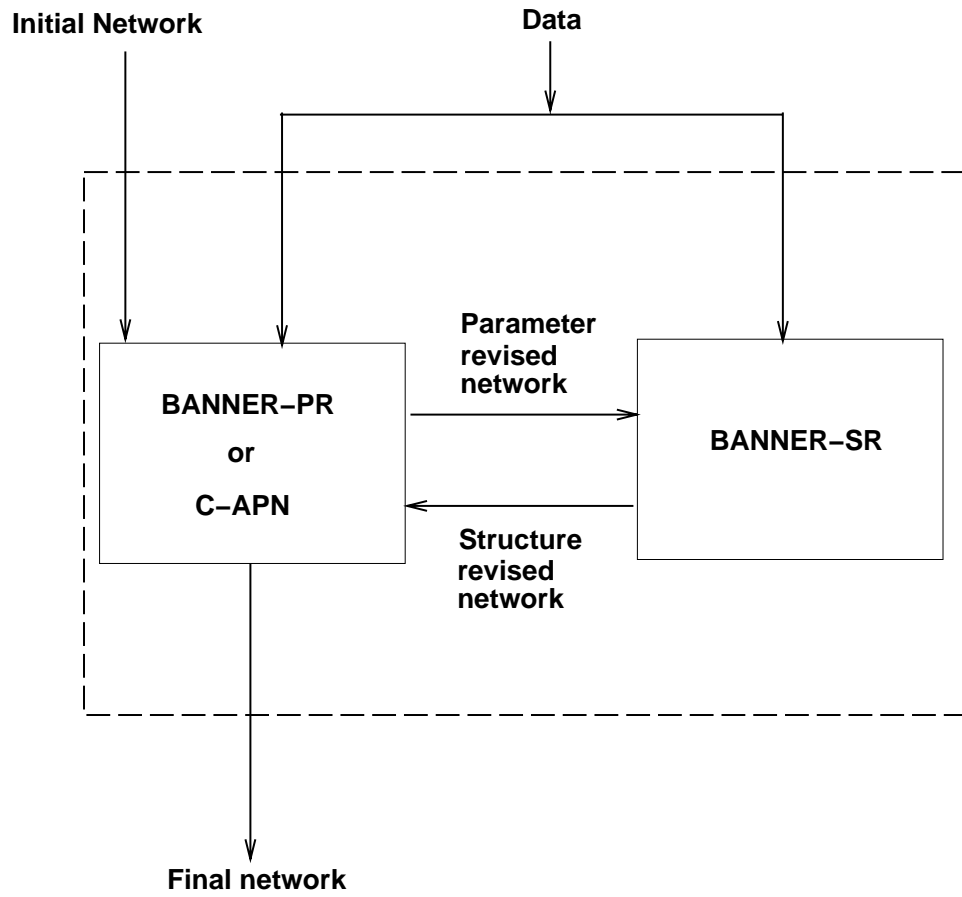 Initial Network
Data
Parameter
revised
network
BANNER−PR
or
C−APN
BANNER−SR
Structure
revised
network
Final network